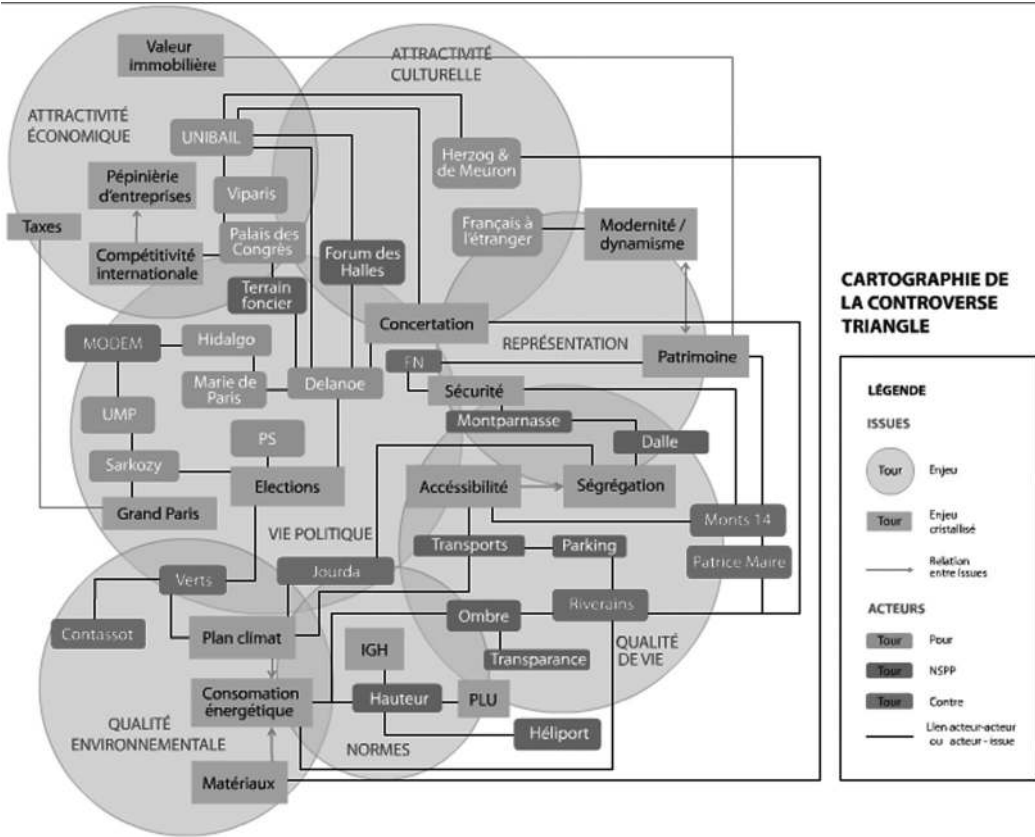 Valeur
immobilière
ATTRACTIVITÉ
CULTURELLE
ATTRACTIVITÉ
ÉCONOMIQUE
UNIBAIL
Herzog &
de Meuron
Pépinièrie
d'entreprises
Viparis
Taxes
Français à
l'étranger
Modernité /
dynamisme
Palais des
Congrès
Compétitivité
internationale
Forum des
Halles
Terrain
foncier
Concertation
MODEM
Hidalgo
REPRÉSENTATION
Patrimoine
FN
Marie de
Paris
Delanoe
Sécurité
UMP
Montparnasse
PS
Dalle
Sarkozy
Elections
Accéssibilité
Ségrégation
Grand Paris
Monts 14
VIE POLITIQUE
Transports
Parking
Patrice Maire
Jourda
Verts
Riverains
Ombre
Contassot
Plan climat
QUALITÉ
DE VIE
IGH
Transparance
Consomation
énergétique
Hauteur
PLU
QUALITÉ
ENVIRONNEMENTALE
Héliport
NORMES
Matériaux
CARTOGRAPHIE DE
LA CONTROVERSE
TRIANGLE
LÉGENDE
ISSUES
Tour Enjeu
Tour Enjeu
cristallisé
Relation
entre issues
ACTEURS
Tour Pour
Tour NSPP
Tour Contre
Lien acteur-acteur
ou acteur - issue